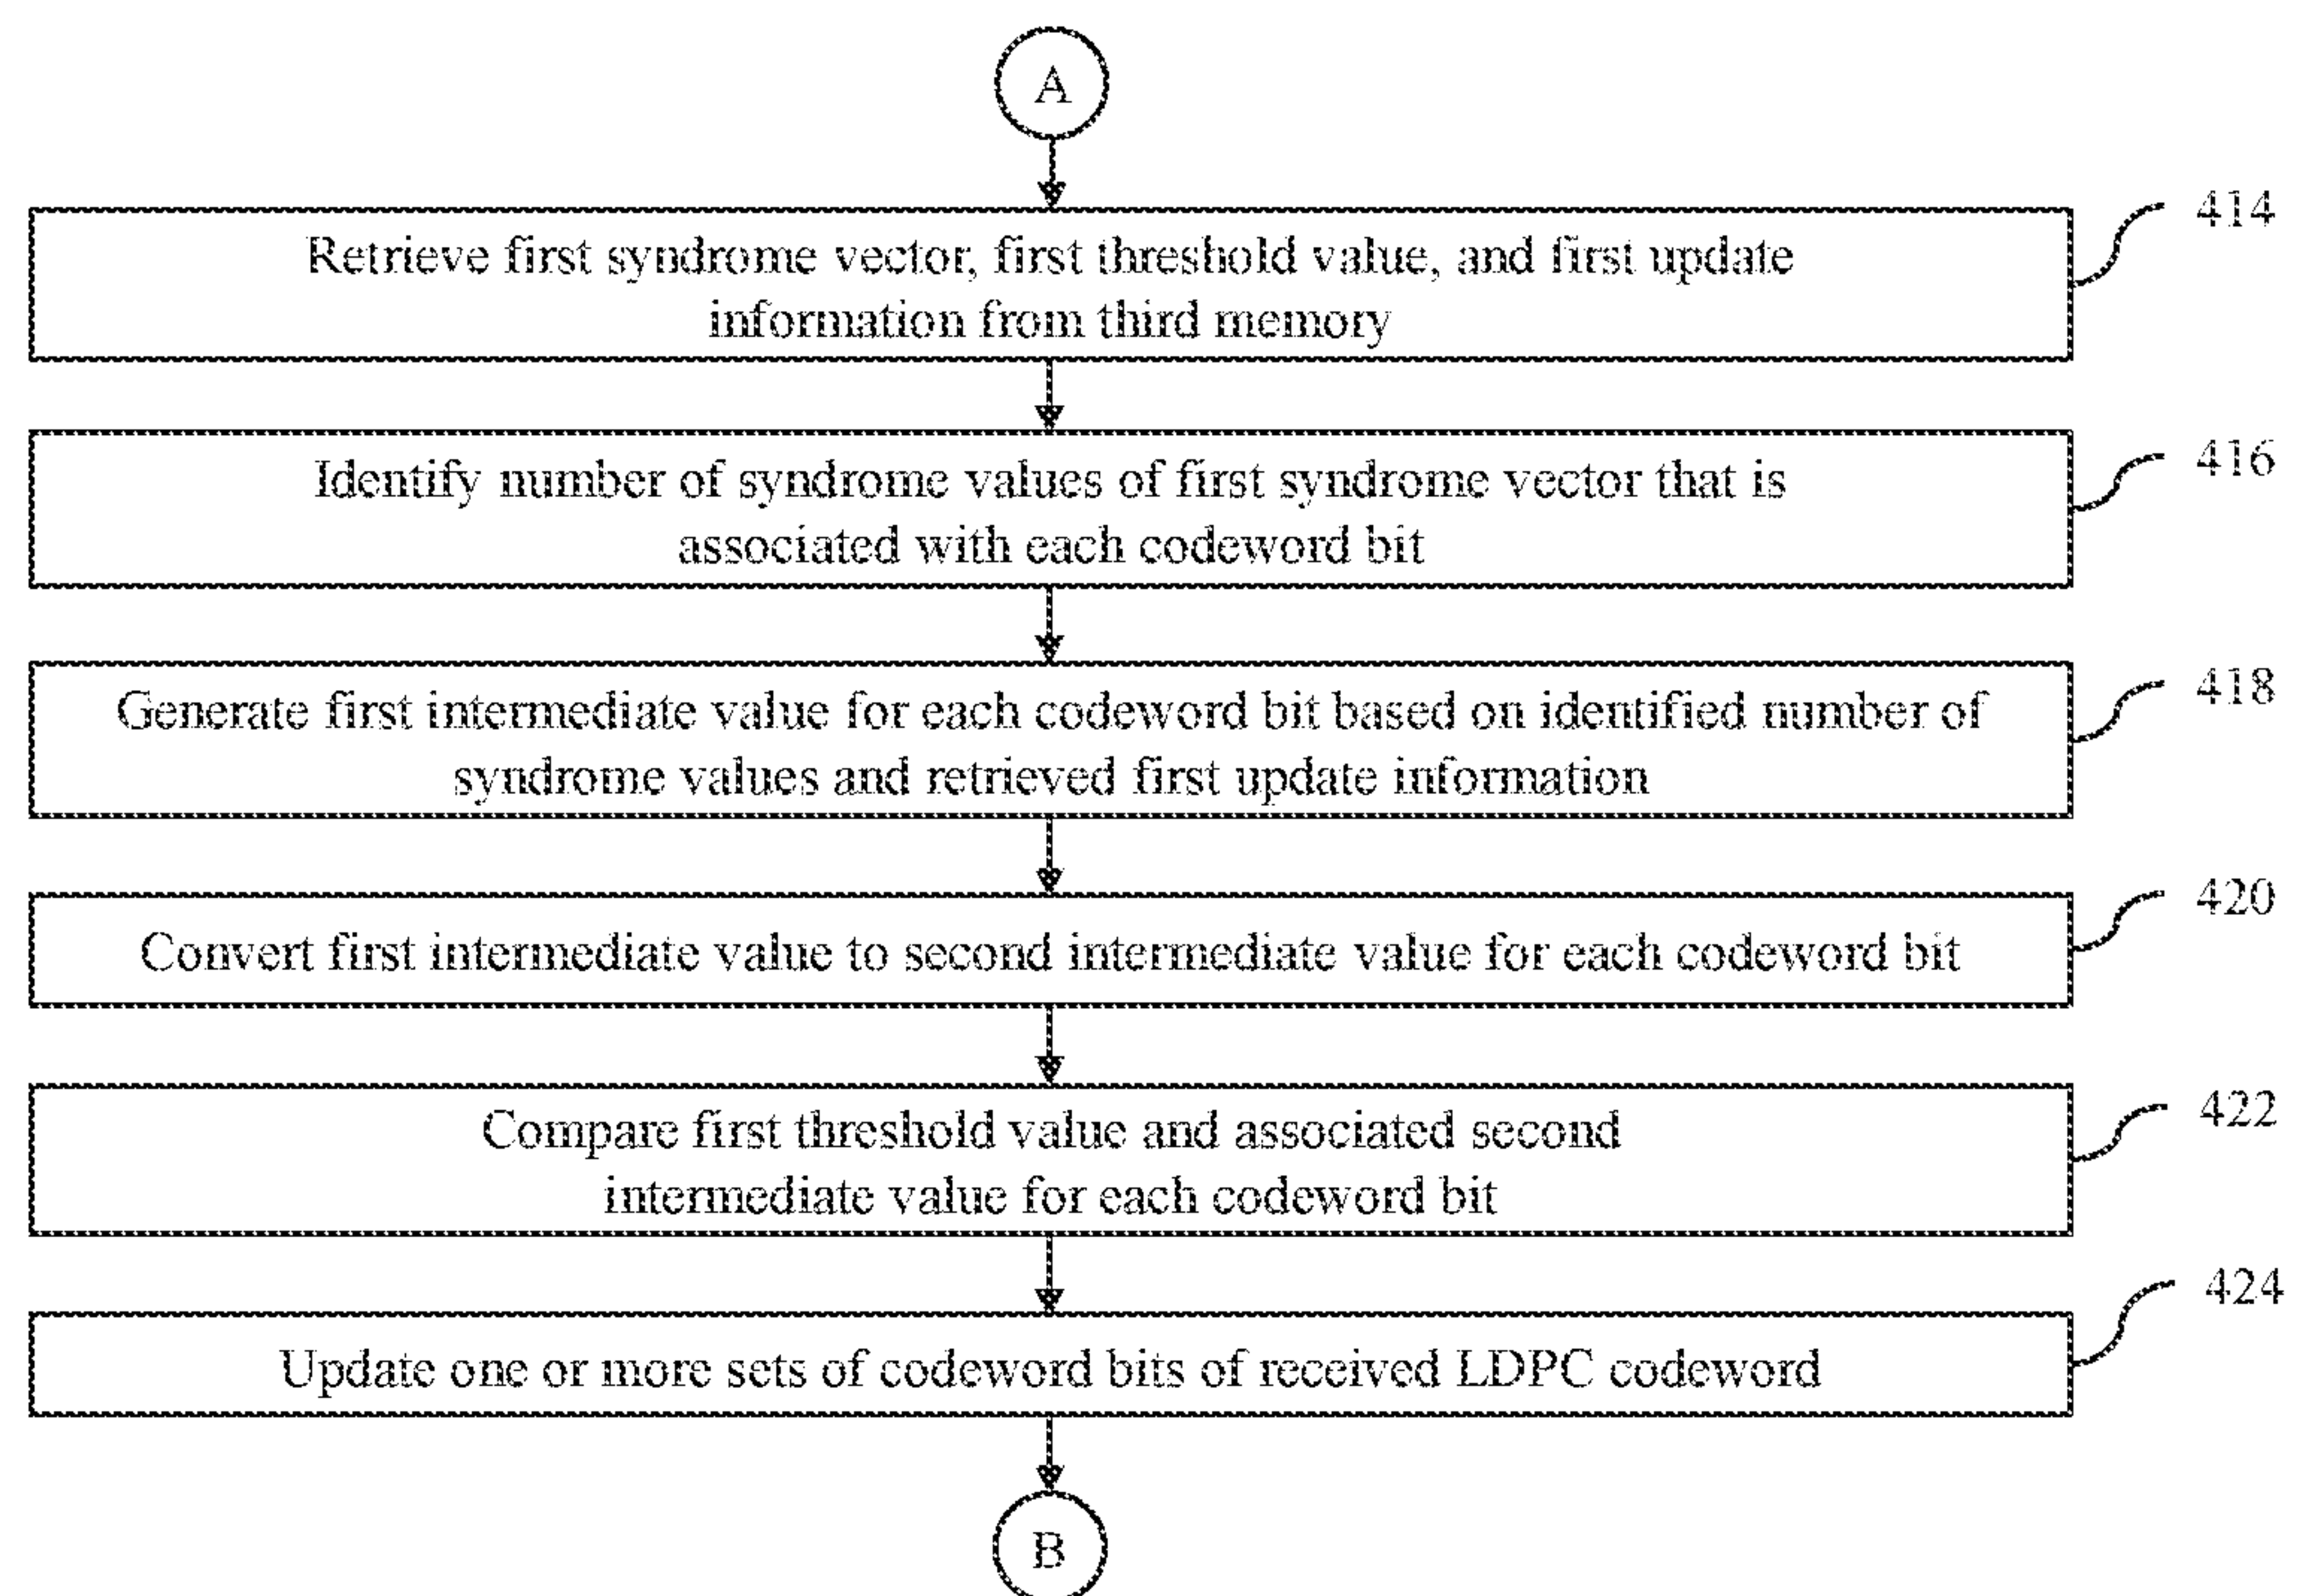 A
414
Retrieve first syndrome vector, first threshold value, and first update
information from third memory
416
Identify number of syndrome values of first syndrome vector that is
associated with each codeword bit
418
Generate first intermediate value for each codeword bit based on identified number of
syndrome values and retrieved first update information
420
Convert first intermediate value to second intermediate value for each codeword bit
422
Compare first threshold value and associated second
intermediate value for each codeword bit
424
Update one or more sets of codeword bits of received LDPC codeword
B